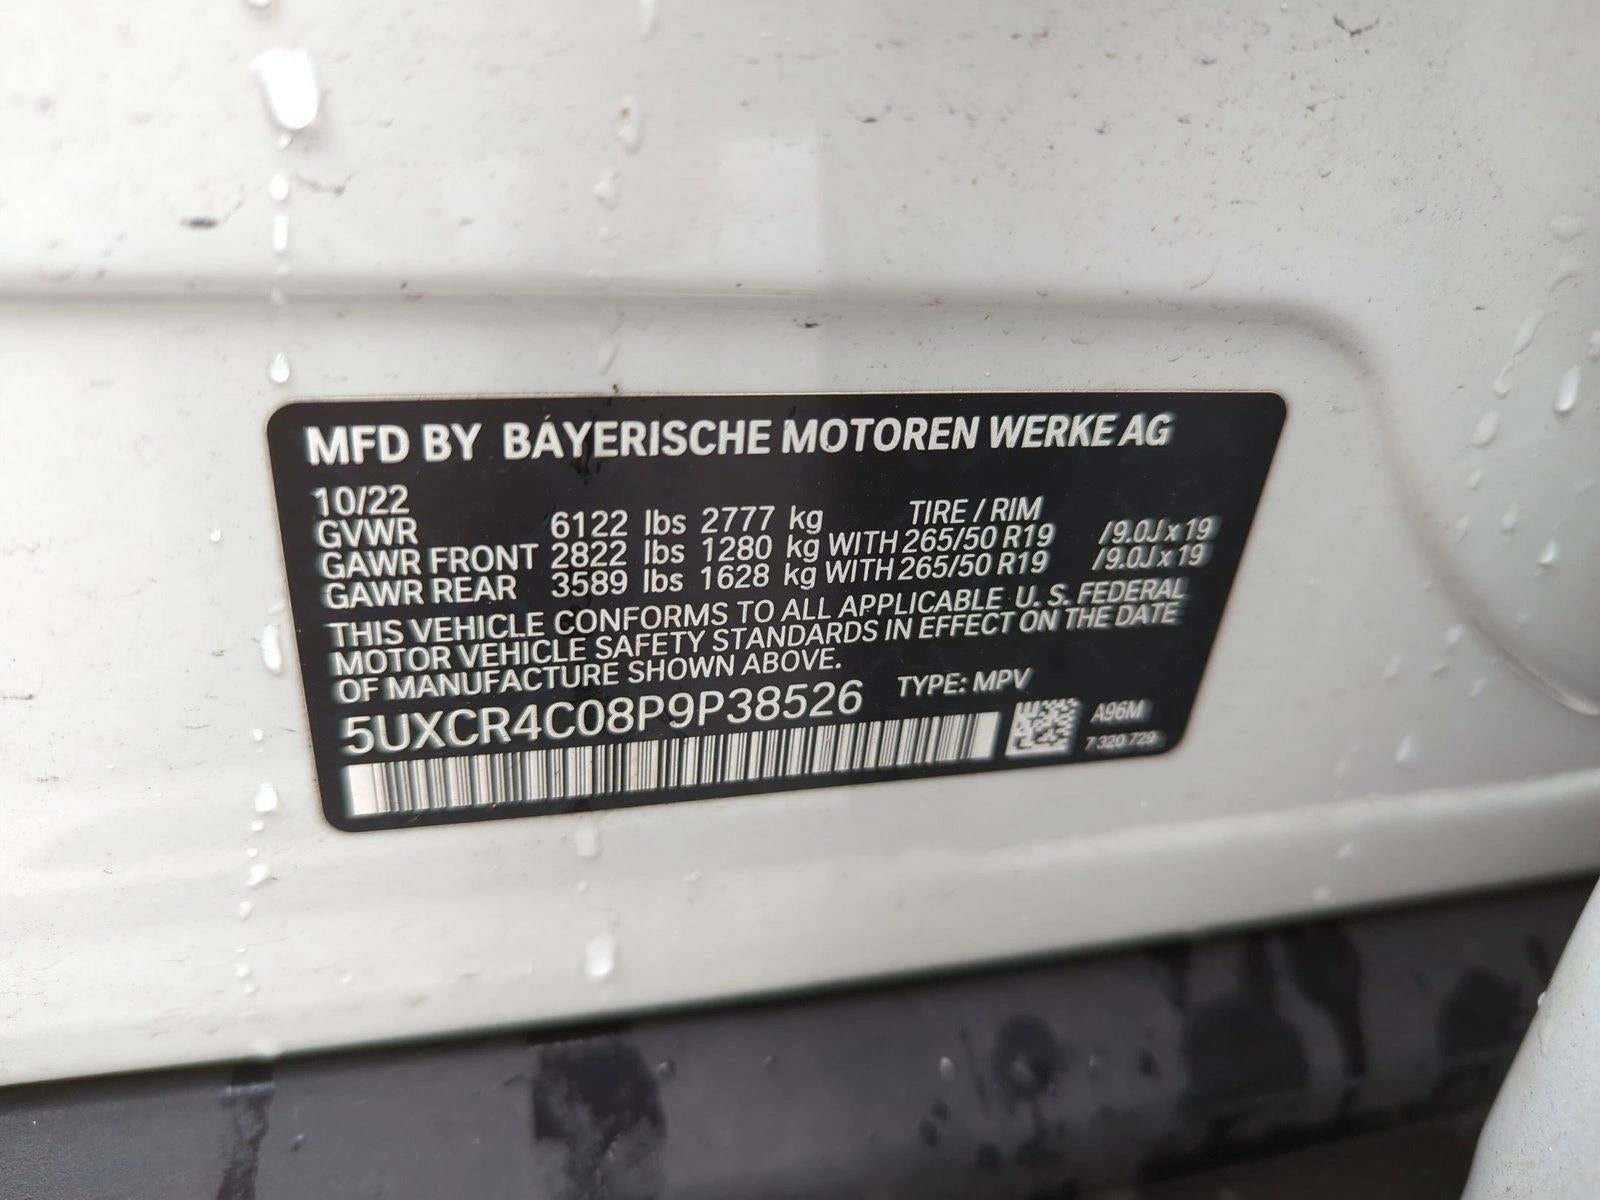 MFD BY BAYERISCHE MOTOREN WERKE AG
10/22 TIRE / RIM
GVWR 6122 lbs 2777 kg
GAWR FRONT 2822 lbs 1280 kg WITH 265/50 R19 /9.0J x 19
GAWR REAR 3589 lbs 1628 kg WITH 265/50 R19 /9.0J x 19
THIS VEHICLE CONFORMS TO ALL APPLICABLE U. S. FEDERAL
MOTOR VEHICLE SAFETY STANDARDS IN EFFECT ON THE DATE
OF MANUFACTURE SHOWN ABOVE.
5UXCR4C08P9P38526 TYPE: MPV
A96M
7 320 729